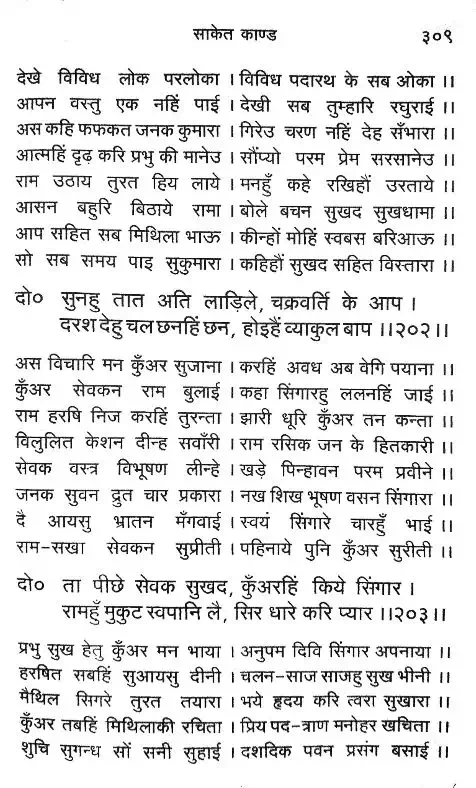 साकेत काण्ड ३०९
देखे विविध लोक परलोका । विविध पदारथ के सब ओका ।।
आपन वस्तु एक नहिं पाई । देखी सब तुम्हारि रघुराई ।।
अस कहि फफकत जनक कुमारा । गिरेउ चरण नहिं देह सँभारा ।।
आत्महिं दृढ़ करि प्रभु की मानेउ । सौंप्यो परम प्रेम सरसानेउ ।।
राम उठाय तुरत हिय लाये । मनहुँ कहे रखिहौं उरताये ।।
आसन बहुरि बिठाये रामा । बोले बचन सुखद सुखधामा ।।
आप सहित सब मिथिला भाऊ । कीन्हों मोहिं स्वबस बरिआऊ ।।
सो सब समय पाइ सुकुमारा । कहिहौं सुखद सहित विस्तारा ।।
दो० सुनहु तात अति लाड़िले, चक्रवर्ति के आप ।
दरश देहु चल छनहिं छन, होइहैं व्याकुल बाप ।।२०२।।
अस विचारि मन कुँअर सुजाना । करहिं अवध अब वेगि पयाना ।।
कुँअर सेवकन राम बुलाई । कहा सिंगारहु ललनहिं जाई ।।
राम हरषि निज करहिं तुरन्ता । झारी धूरि कुँअर तन कन्ता ।।
विलुलित केशन दीन्ह सवाँरी । राम रसिक जन के हितकारी ।।
सेवक वस्त्र विभूषण लीन्हे । खड़े पिन्हावन परम प्रवीने ।।
जनक सुवन द्रुत चार प्रकारा । नख शिख भूषण वसन सिंगारा ।।
दै आयसु भ्रातन मँगवाई । स्वयं सिंगारे चारहुँ भाई ।।
राम-सखा सेवकन सुप्रीती । पहिनाये पुनि कुँअर सुरीती ।।
दो० ता पीछे सेवक सुखद, कुँअरहिं किये सिंगार ।
रामहुँ मुकुट स्वपानि लै, सिर धारे करि प्यार ।।२०३।।
प्रभु सुख हेतु कुँअर मन भाया । अनुपम दिवि सिंगार अपनाया ।।
हरषित सबहिं सुआयसु दीनी । चलन-साज साजहु सुख भीनी ।।
मैथिल सिगरे तुरत तयारा । भये हृदय करि त्वरा सुखारा ।।
कुँअर तबहिं मिथिलाकी रचिता । प्रिय पद-त्राण मनोहर खचिता ।।
शुचि सुगन्ध सों सनी सुहाई । दशदिक पवन प्रसंग बसाई ।।